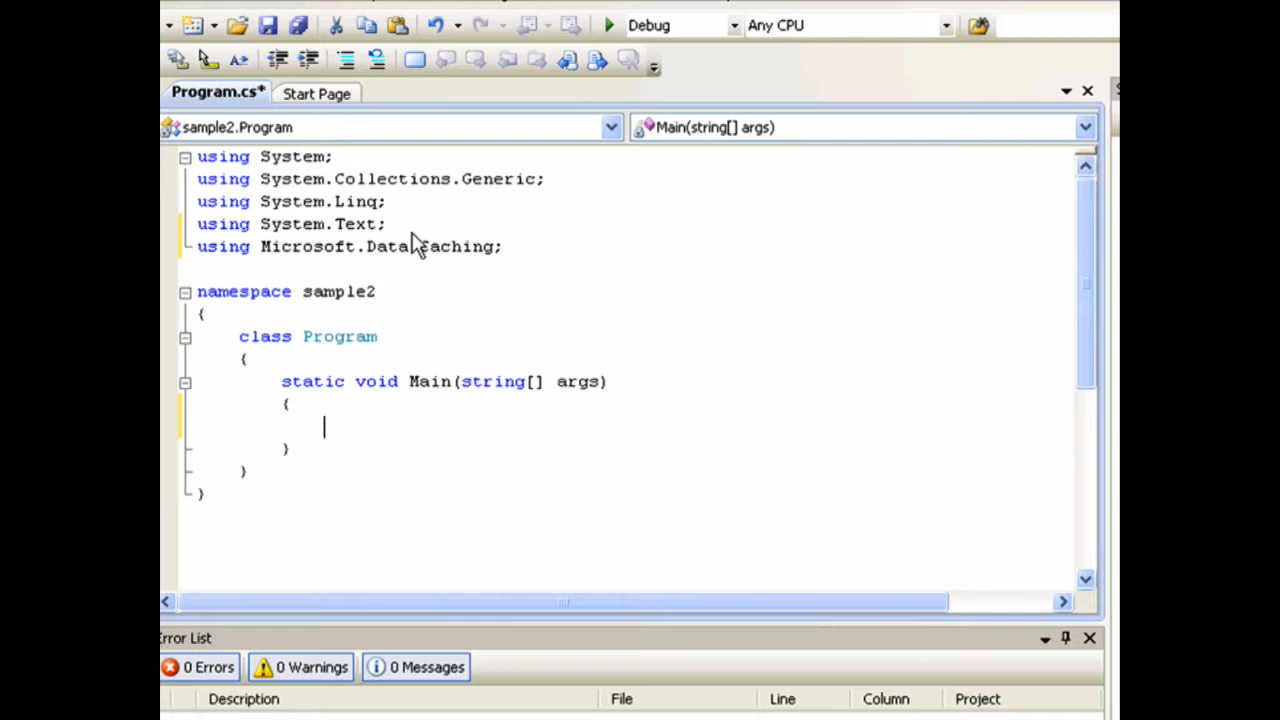 Debug Any CPU
Program.cs* Start Page
sample2.Program Main(string[] args)
using System;
using System.Collections.Generic;
using System.Linq;
using System.Text;
using Microsoft.Data.Caching;
namespace sample2
{
class Program
{
static void Main(string[] args)
{
}
}
}
Error List
0 Errors 0 Warnings 0 Messages
Description File Line Column Project